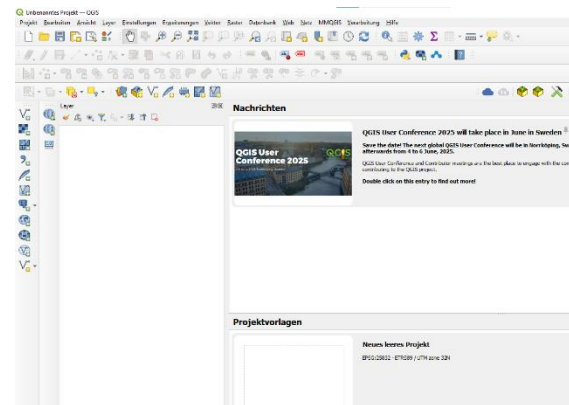 Unbenanntes Projekt — QGIS
Projekt Bearbeiten Ansicht Layer Einstellungen Erweiterungen Vektor Raster Datenbank Web Netz MMQGIS Verarbeitung Hilfe
Layer
Nachrichten
QGIS User Conference 2025
QGIS
QGIS User Conference 2025 will take place in June in Sweden
Save the date! The next global QGIS User Conference will be in Norrköping, Sw
afterwards from 4 to 6 June, 2025.
QGIS User Conference and Contributor meetings are the best place to engage with the com
contributing to the QGIS project.
Double click on this entry to find out more!
Projektvorlagen
Neues leeres Projekt
EPSG:25832 - ETRS89 / UTM zone 32N